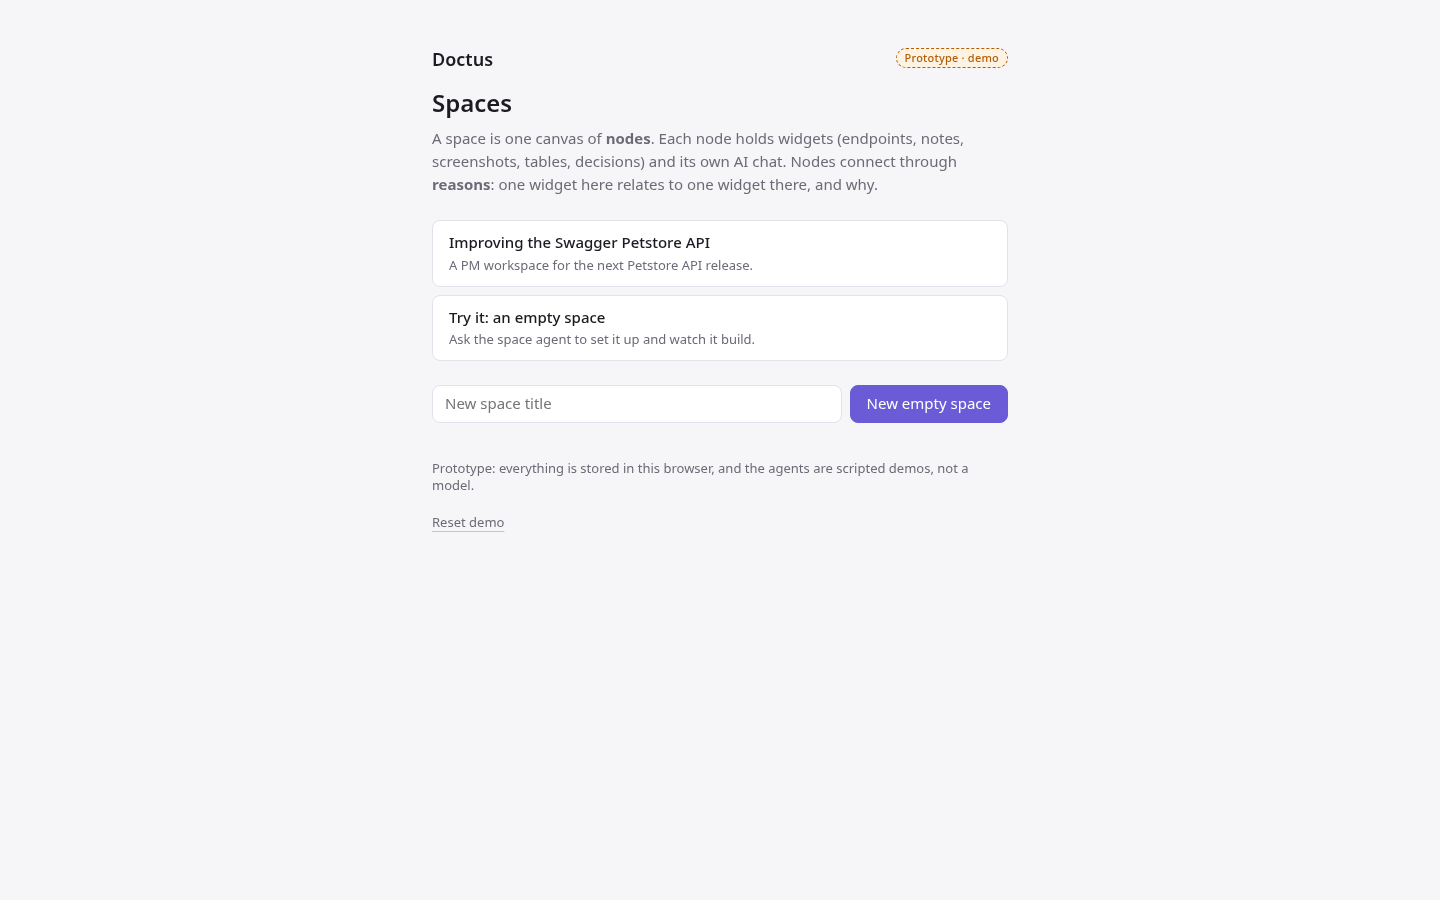 Doctus
Prototype · demo
Spaces
A space is one canvas of nodes. Each node holds widgets (endpoints, notes,
screenshots, tables, decisions) and its own AI chat. Nodes connect through
reasons: one widget here relates to one widget there, and why.
Improving the Swagger Petstore API
A PM workspace for the next Petstore API release.
Try it: an empty space
Ask the space agent to set it up and watch it build.
New space title
New empty space
Prototype: everything is stored in this browser, and the agents are scripted demos, not a
model.
Reset demo